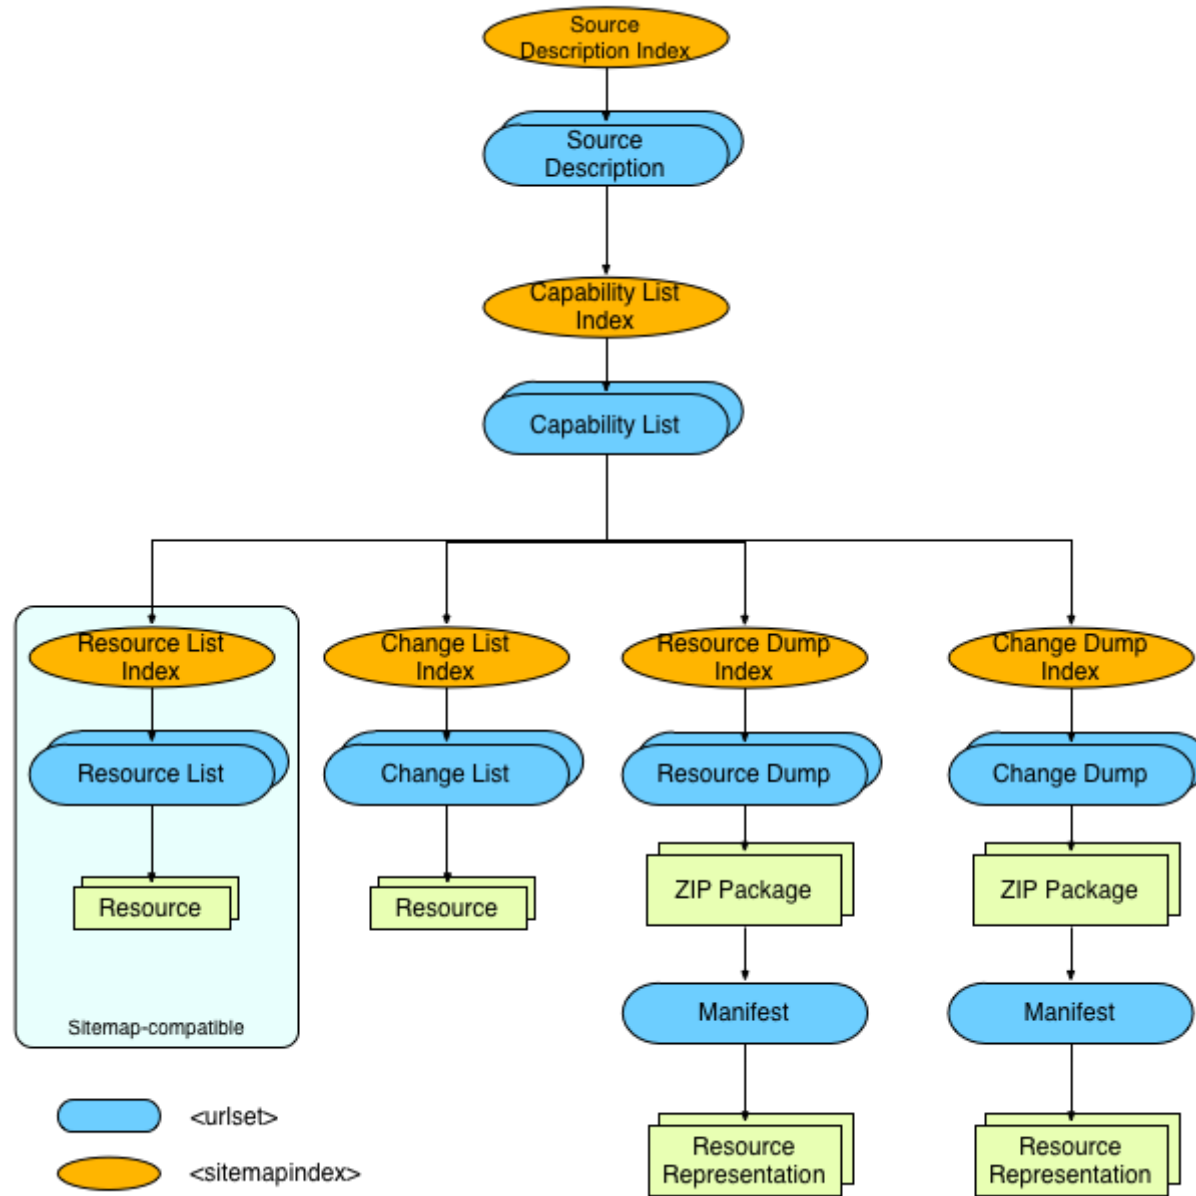 Source
Description Index
Source
Description
Capability List
Index
Capability List
Resource List
Index
Change List
Index
Resource Dump
Index
Change Dump
Index
Resource List
Change List
Resource Dump
Change Dump
Resource
Resource
ZIP Package
ZIP Package
Manifest
Manifest
Sitemap-compatible
<urlset>
Resource
Representation
Resource
Representation
<sitemapindex>